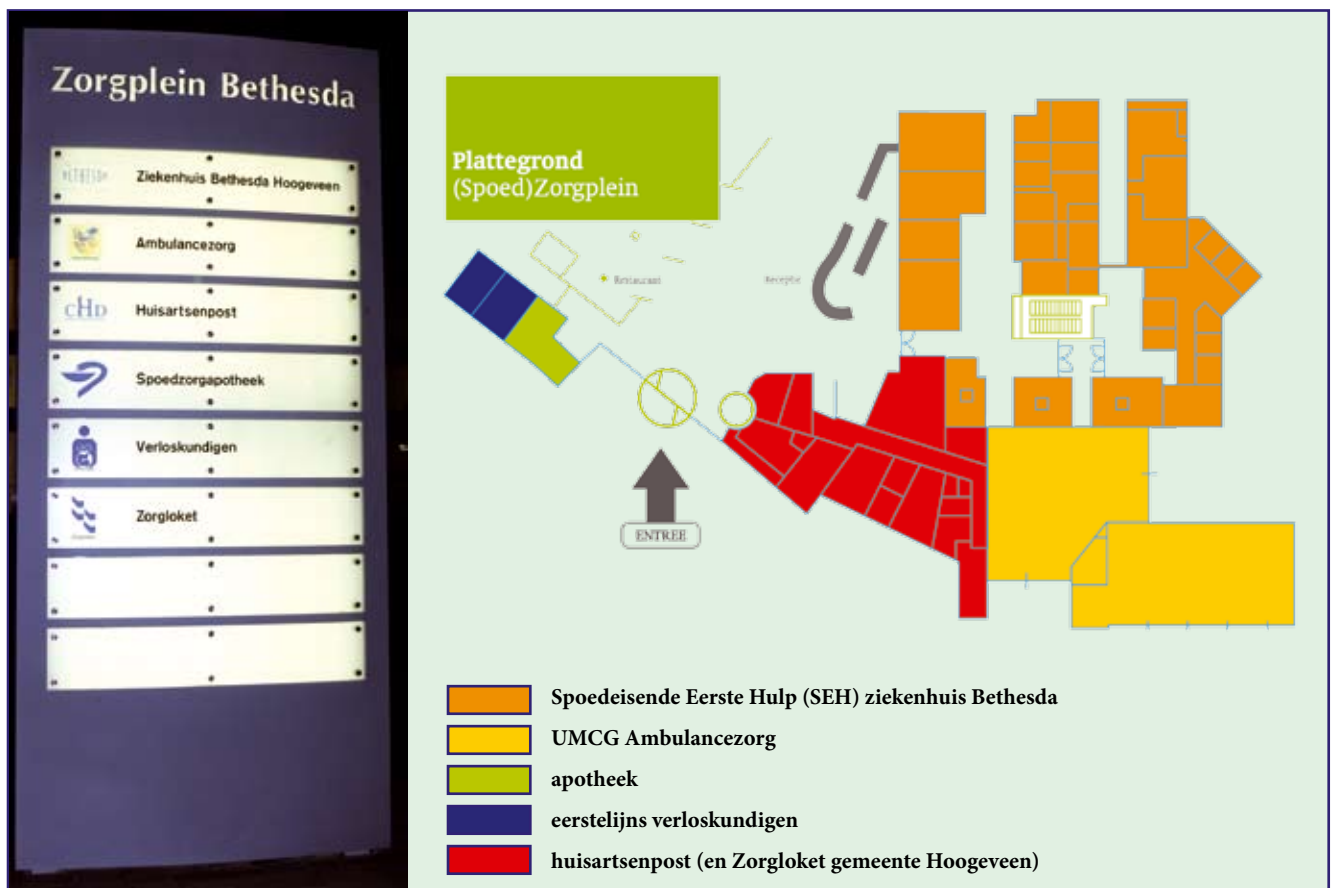 Zorgplein Bethesda
BETHESDA
Ziekenhuis Bethesda Hoogeveen
Ambulancezorg
CHD
Huisartsenpost
Spoedzorgapotheek
Verloskundigen
Zorgloket
Plattegrond
(Spoed)Zorgplein
Restaurant
Receptie
ENTREE
Spoedeisende Eerste Hulp (SEH) ziekenhuis Bethesda
UMCG Ambulancezorg
apotheek
eerstelijns verloskundigen
huisartsenpost (en Zorgloket gemeente Hoogeveen)